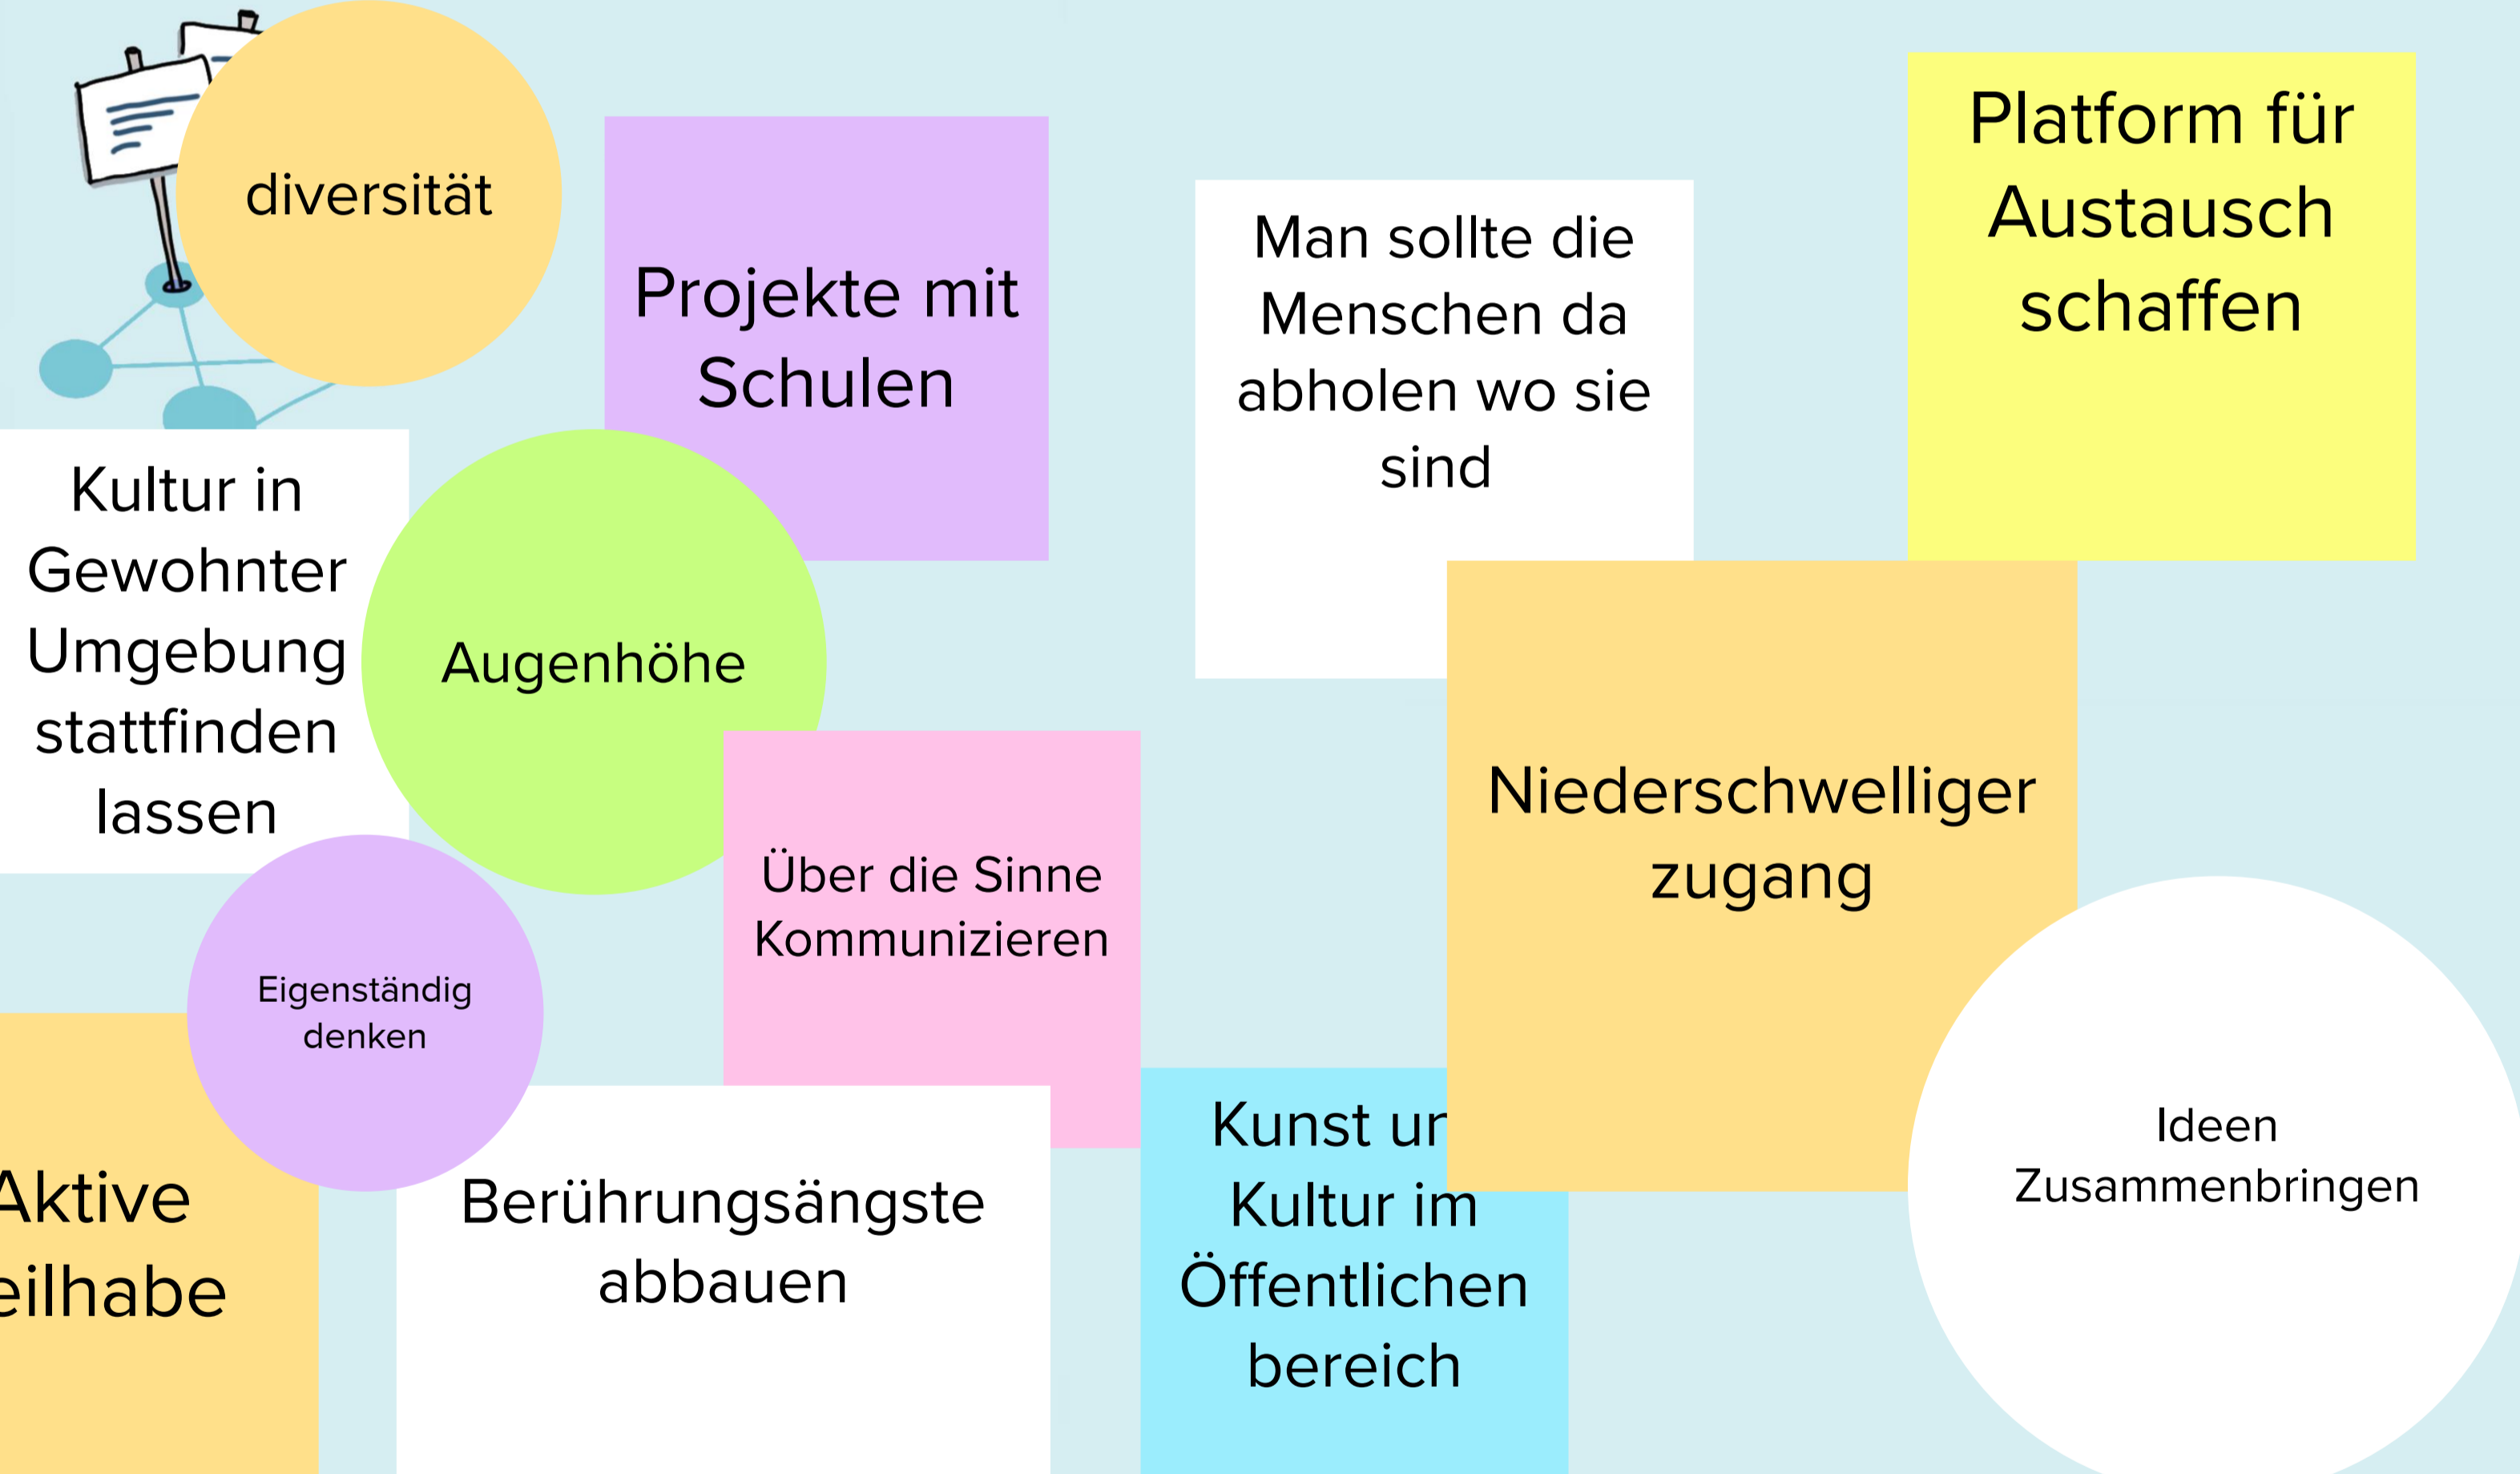 diversität
Projekte mit
Schulen
Man sollte die
Menschen da
abholen wo sie
sind
Platform für
Austausch
schaffen
Kultur in
Gewohnter
Umgebung
stattfinden
lassen
Augenhöhe
Über die Sinne
Kommunizieren
Niederschwelliger
zugang
Eigenständig
denken
Aktive
eilhabe
Berührungsängste
abbauen
Kunst
Kultur im
Öffentlichen
bereich
Ideen
Zusammenbringen